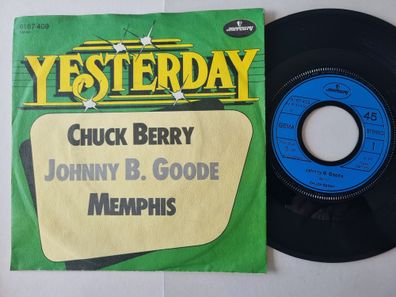 6167 409
mercury
YESTERDAY
CHUCK BERRY
JOHNNY B. GOODE
MEMPHIS
mercury
GEMA
45
STEREO
1
Johnny B. Goode